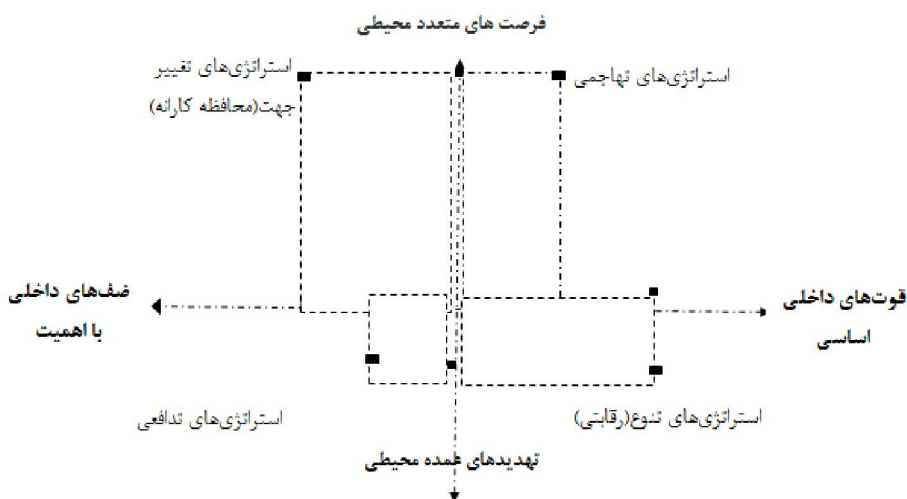 فرصت های متعدد محیطی
استراتژی‌های تهاجمی
استراتژی‌های تغییر
جهت(محافظه کارانه)
قوت‌های داخلی
اساسی
ضف‌های داخلی
با اهمیت
استراتژی‌های تنوع(رقابتی)
استراتژی‌های تدافعی
تهدیدهای عمده محیطی